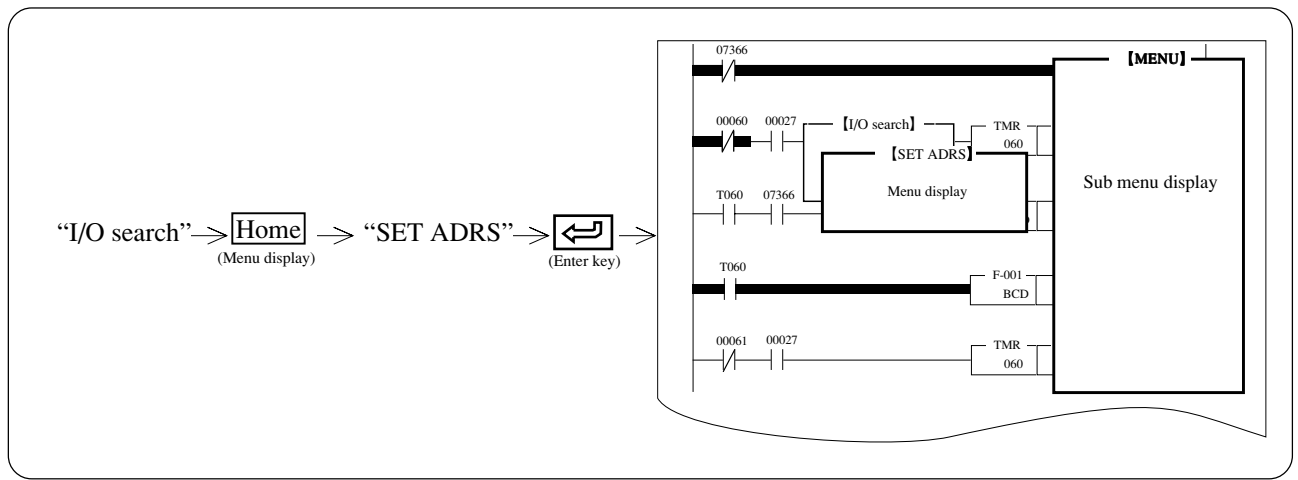 “I/O search” Home “SET ADRS”
(Menu display) (Enter key)
07366
【MENU】
00060 00027 【I/O search】 TMR
060
【SET ADRS】
Menu display
Sub menu display
T060 07366
T060 F-001
BCD
00061 00027 TMR
060